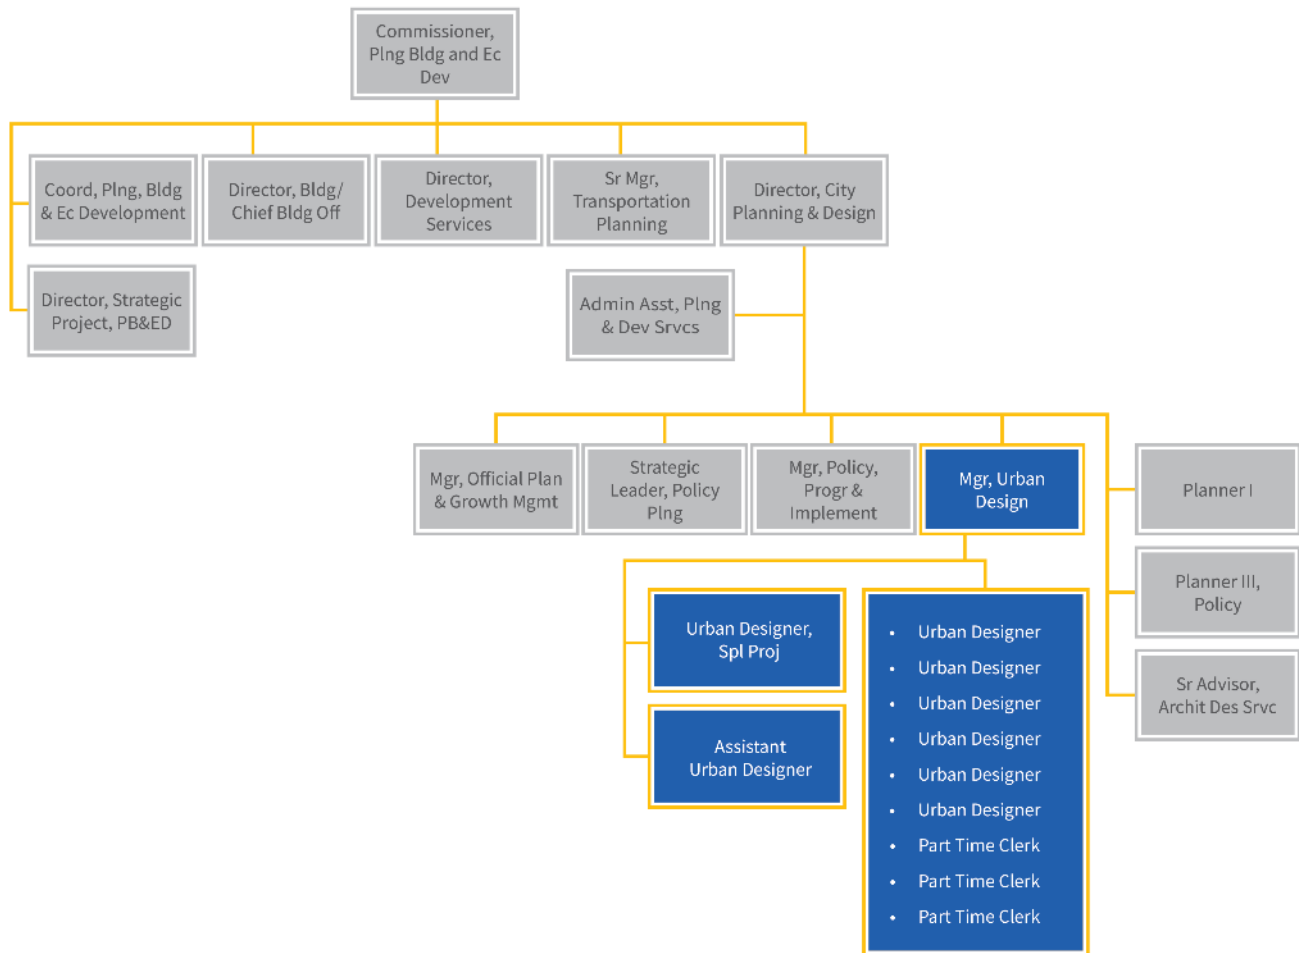 Commissioner,
Plng Bldg and Ec
Dev
Coord, Plng, Bldg
& Ec Development
Director, Bldg/
Chief Bldg Off
Director,
Development
Services
Sr Mgr,
Transportation
Planning
Director, City
Planning & Design
Director, Strategic
Project, PB&ED
Admin Asst, Plng
& Dev Srvcs
Mgr, Official Plan
& Growth Mgmt
Strategic
Leader, Policy
Plng
Mgr, Policy,
Progr &
Implement
Mgr, Urban
Design
Planner I
Planner III,
Policy
Sr Advisor,
Archit Des Srvc
Urban Designer,
Spl Proj
Assistant
Urban Designer
• Urban Designer
• Urban Designer
• Urban Designer
• Urban Designer
• Urban Designer
• Urban Designer
• Part Time Clerk
• Part Time Clerk
• Part Time Clerk